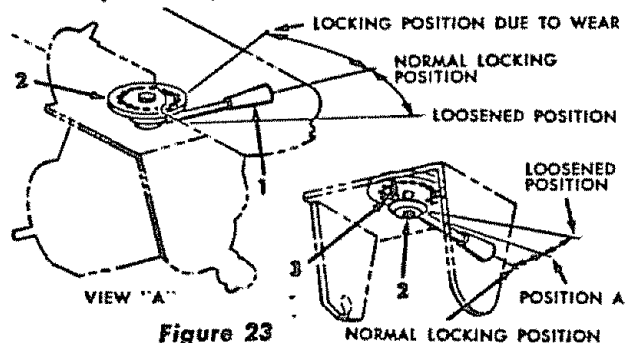 LOCKING POSITION DUE TO WEAR
NORMAL LOCKING
POSITION
2
LOOSENED POSITION
LOOSENED
POSITION
3
2
VIEW "A"
POSITION A
Figure 23
NORMAL LOCKING POSITION